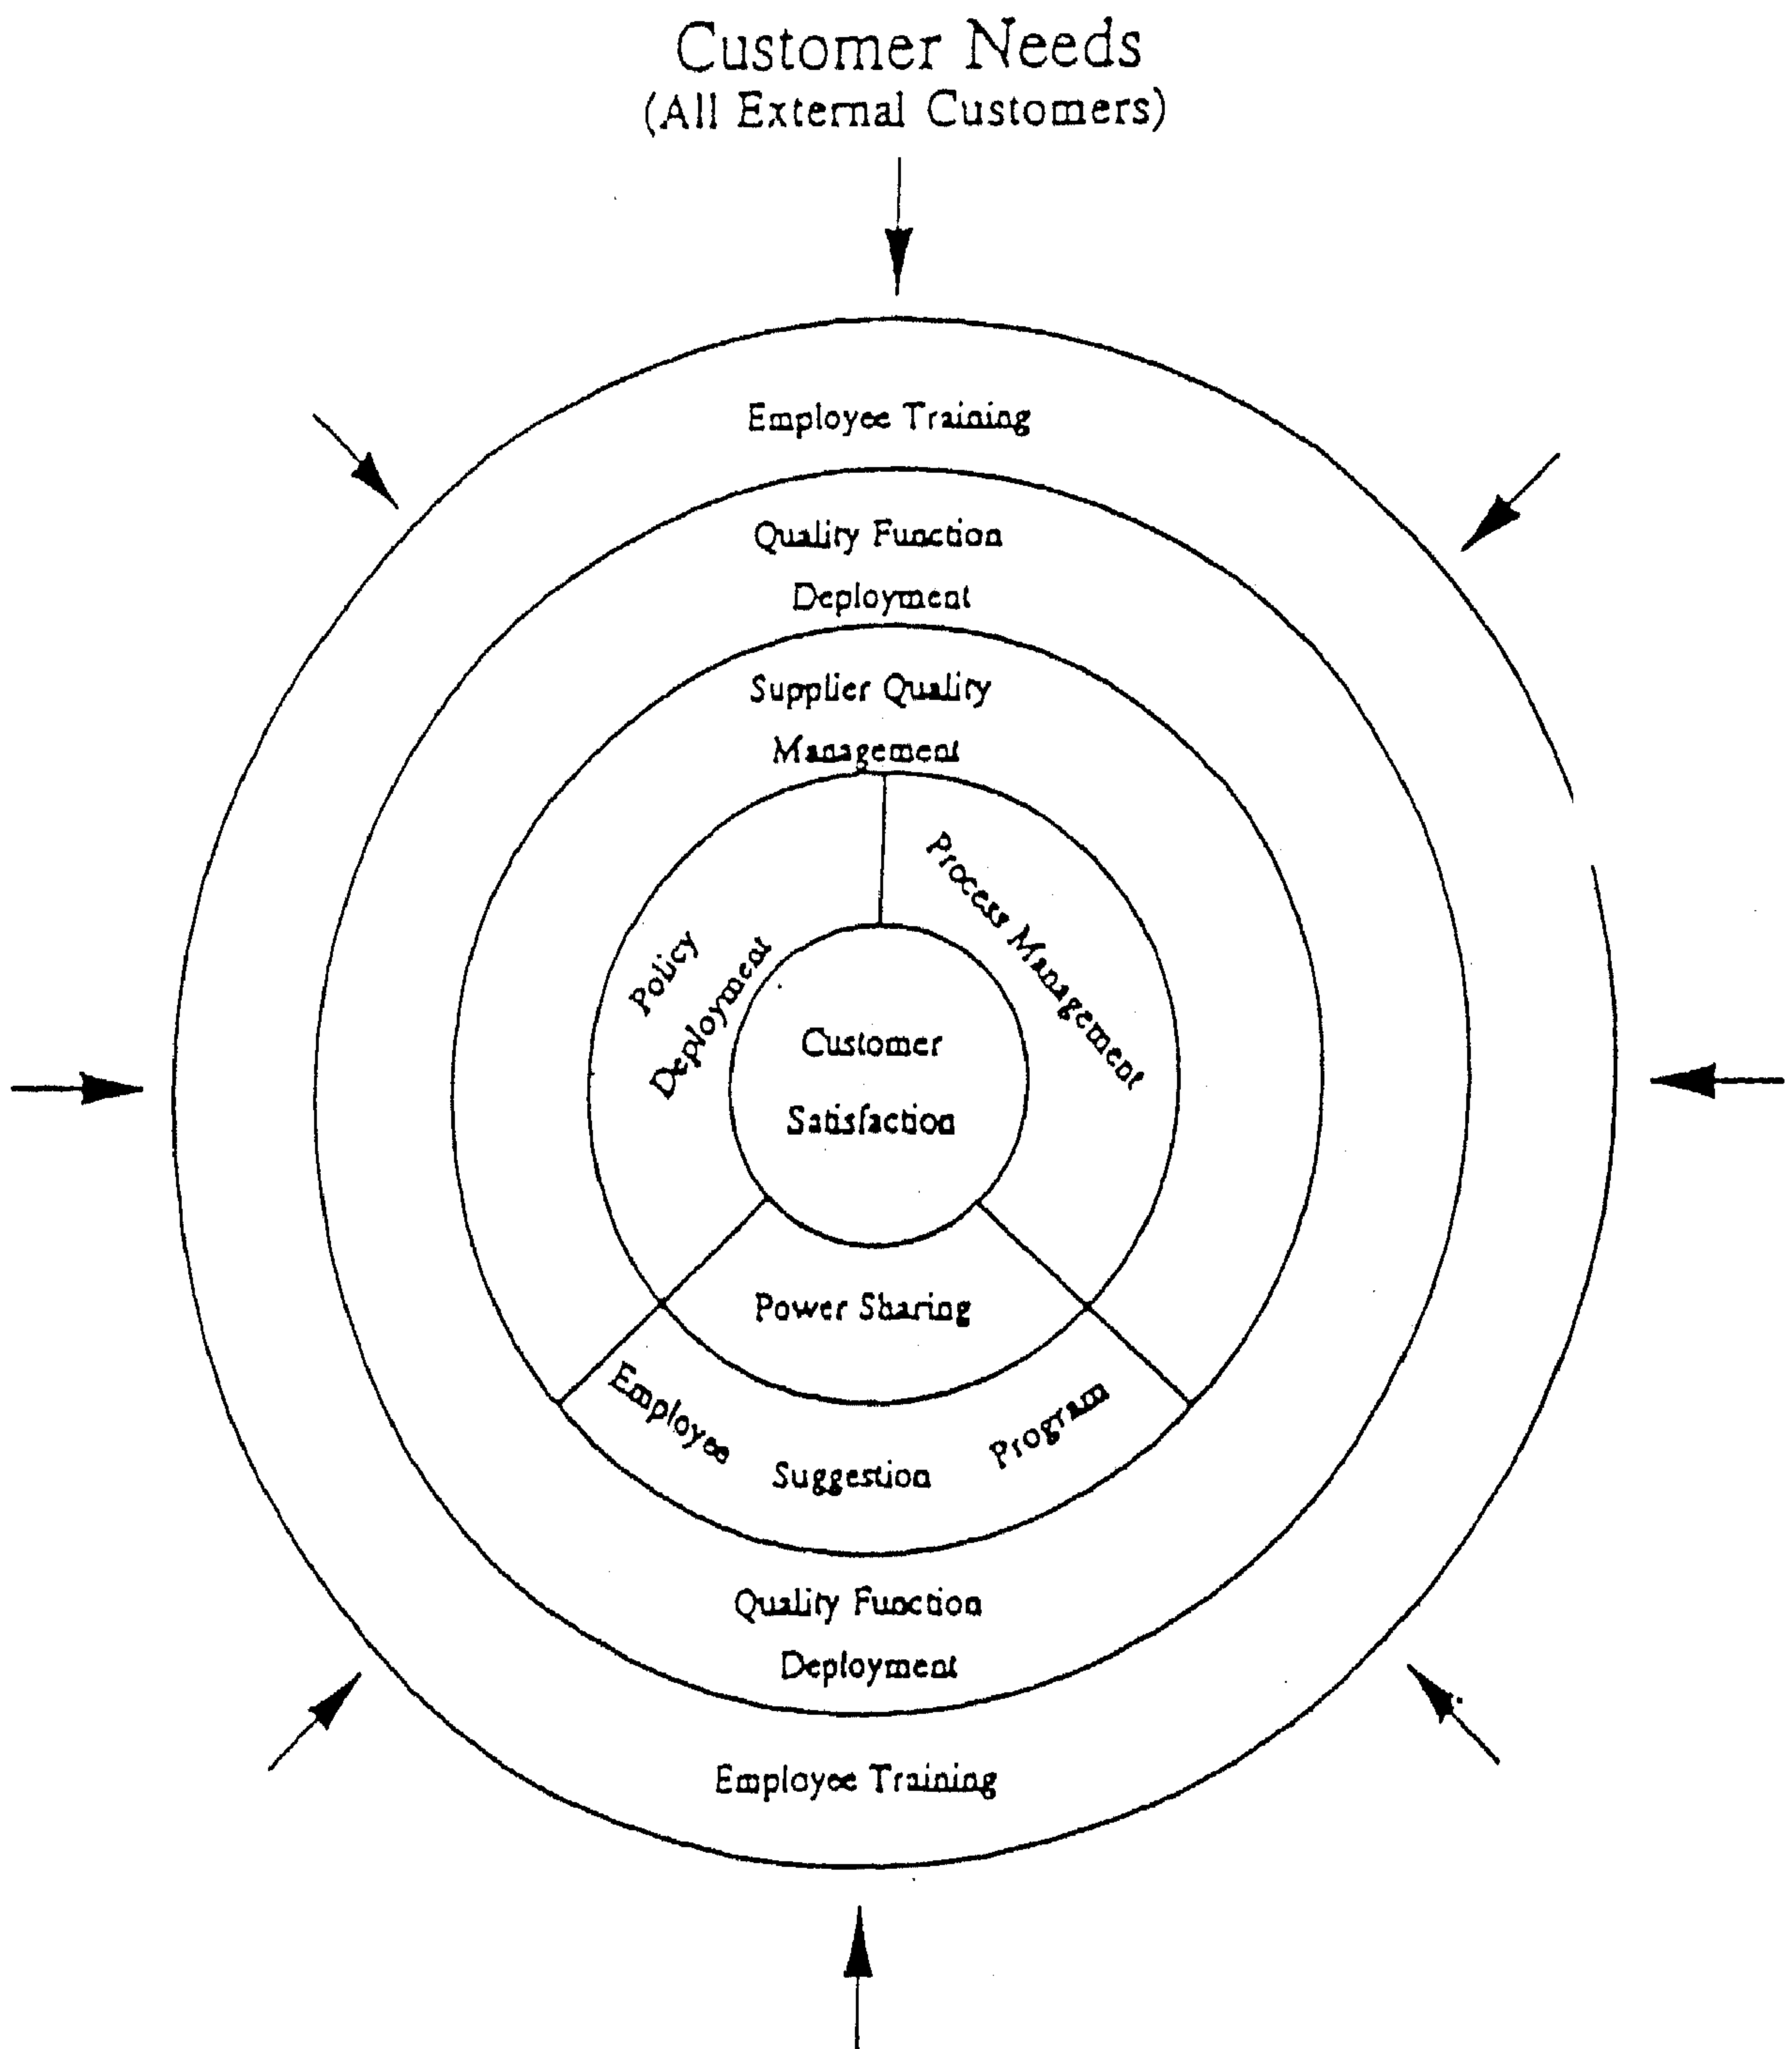 Customer Needs
(All External Customers)
Employee Training
Quality Function
Deployment
Supplier Quality
Management
Process Management
Policy
Deployment
Customer
Satisfaction
Power Sharing
Employee
Suggestion
Program
Quality Function
Deployment
Employee Training